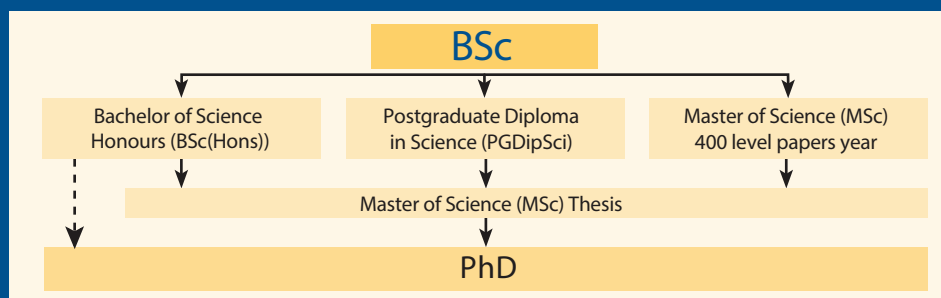 BSc
Bachelor of Science
Honours (BSc(Hons))
Postgraduate Diploma
in Science (PGDipSci)
Master of Science (MSc)
400 level papers year
Master of Science (MSc) Thesis
PhD